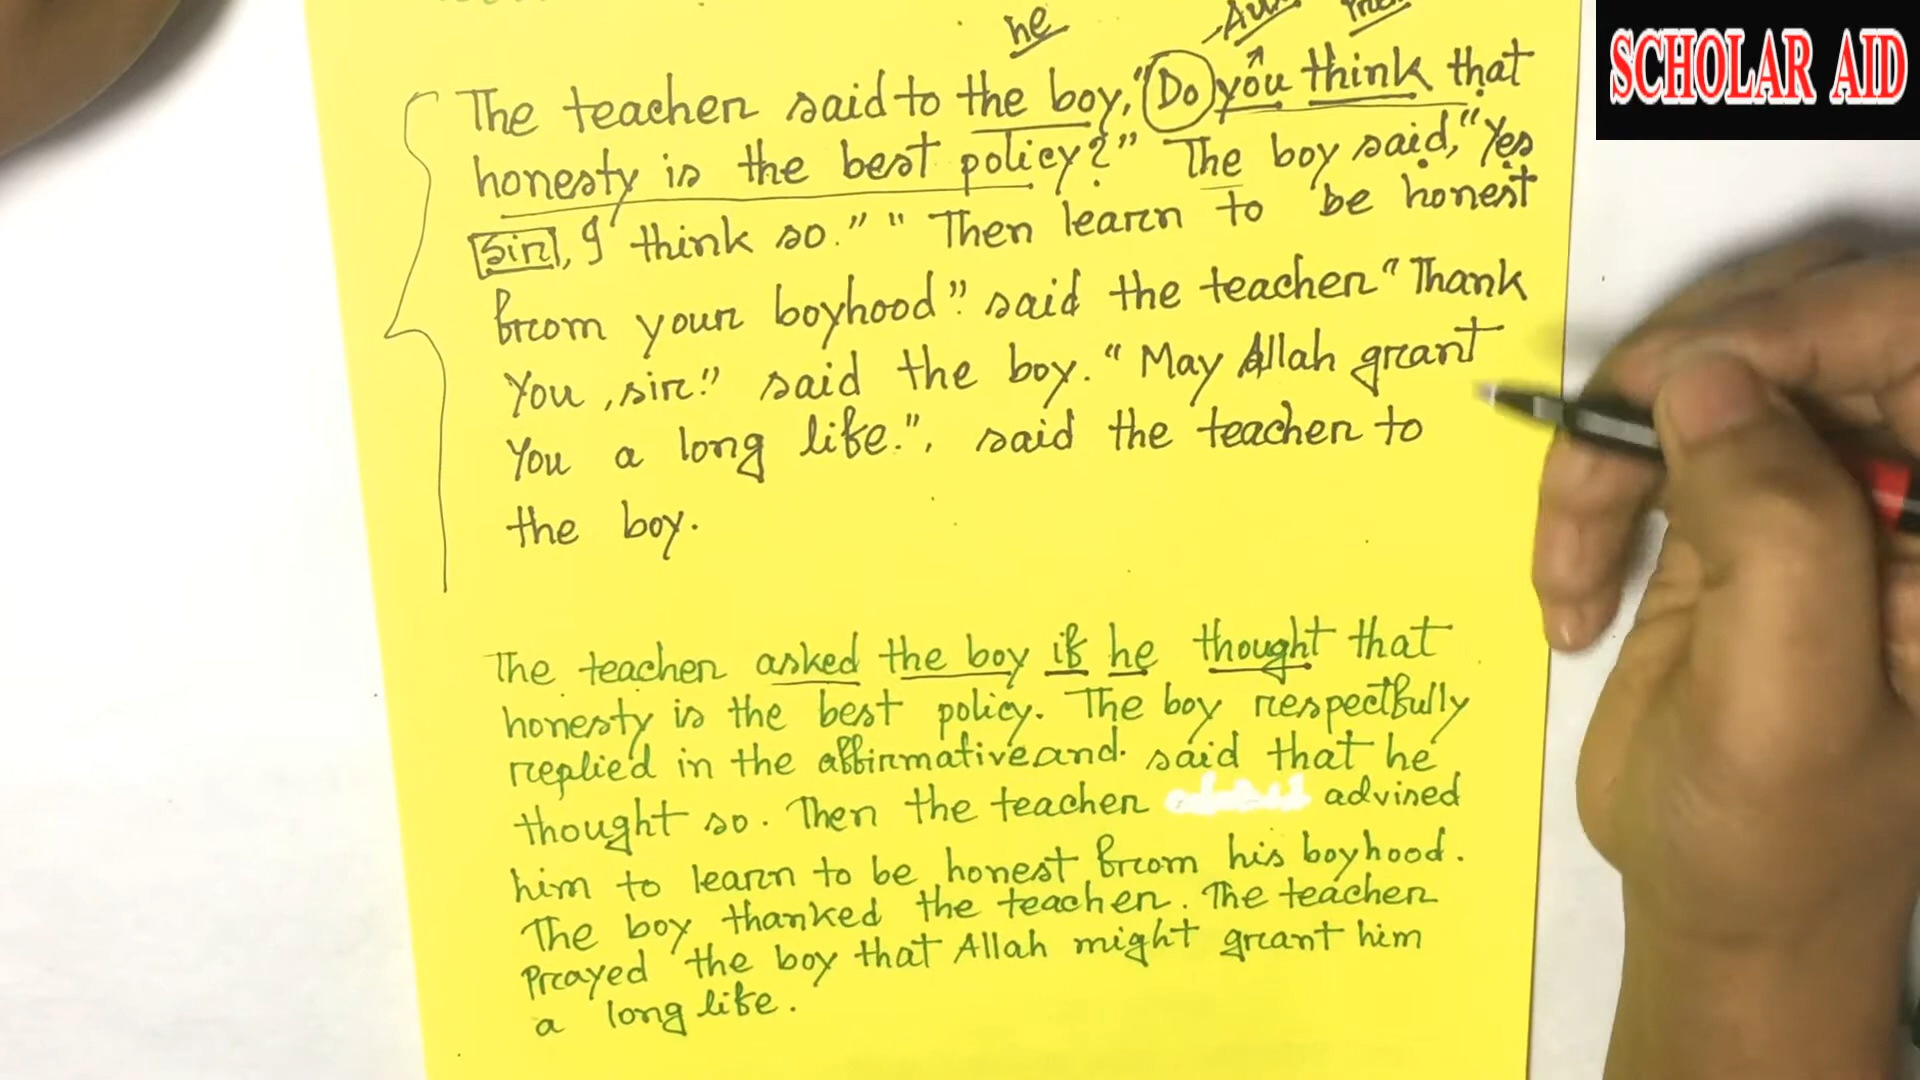 he
SCHOLAR AID
The teacher said to the boy, "Do you think that
honesty is the best policy?" The boy said, "Yes
Sir, I think so." "Then learn to be honest
from your boyhood". said the teacher "Thank
You, sir." said the boy. "May Allah grant
You a long life.", said the teacher to
the boy.
The teacher asked the boy if he thought that
honesty is the best policy. The boy respectfully
replied in the affirmative and. said that he
thought so. Then the teacher advised
him to learn to be honest from his boyhood.
The boy thanked the teacher. The teacher
Prayed the boy that Allah might grant him
a long life.